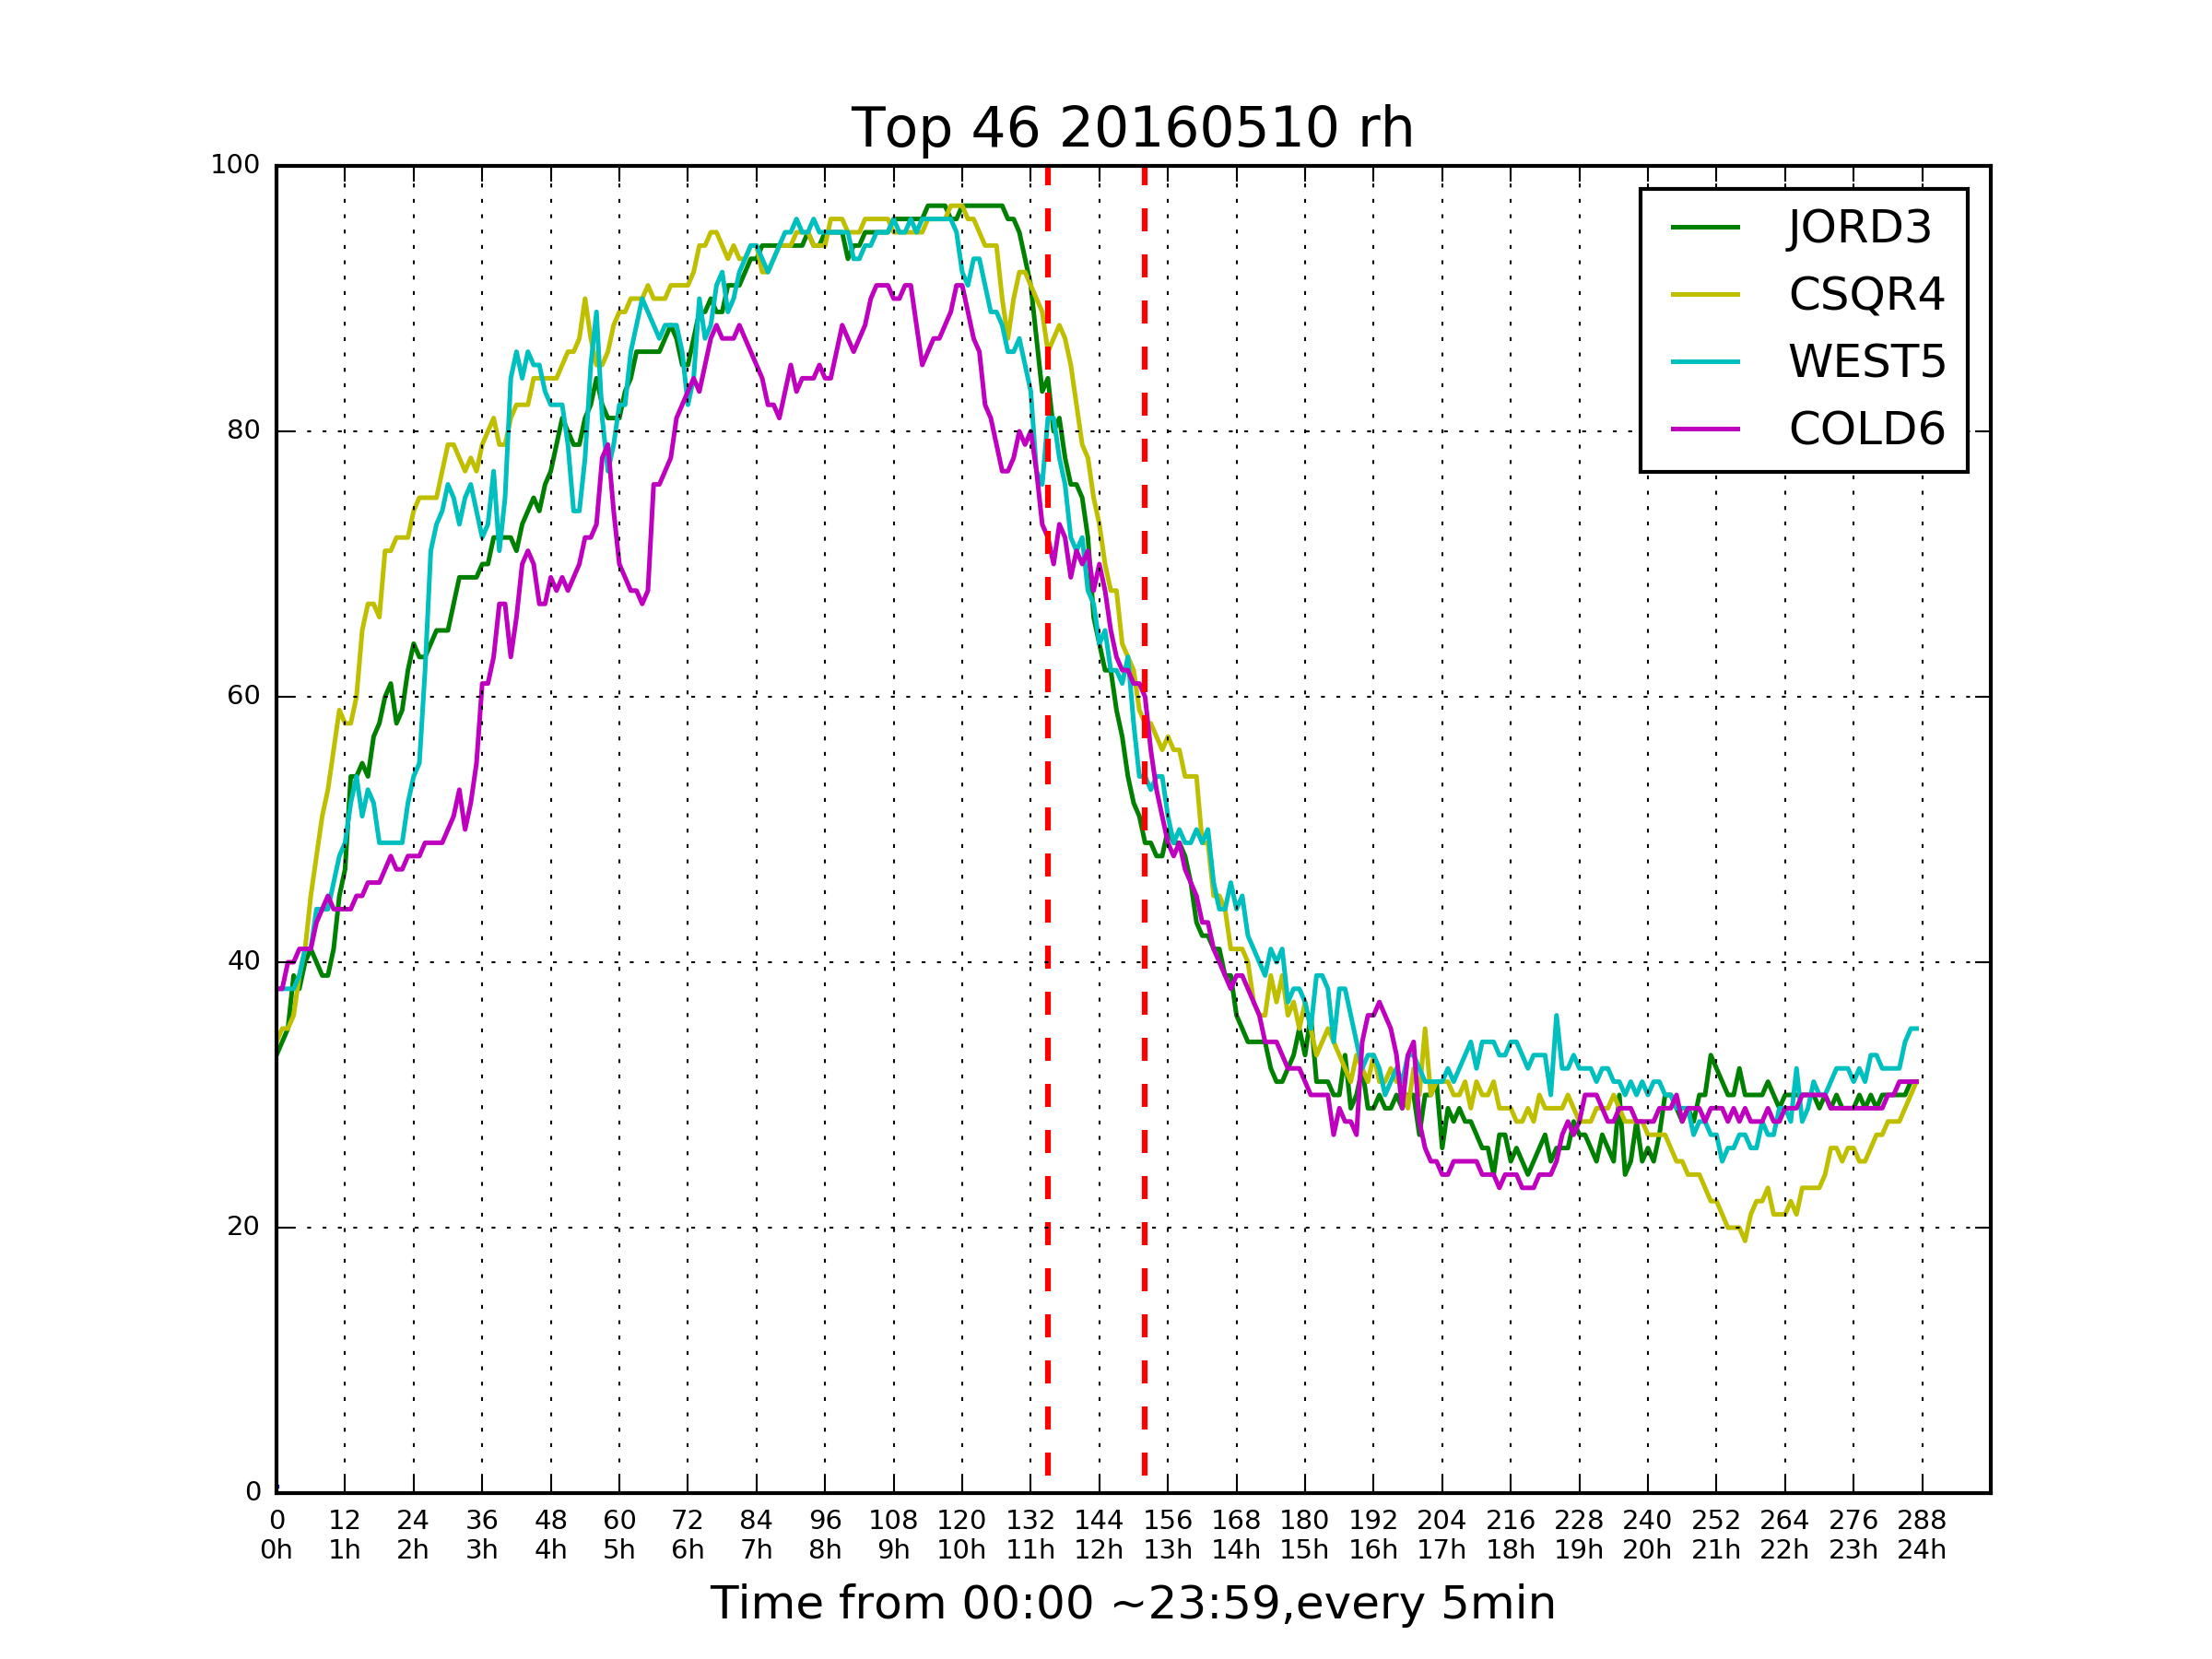 Top 46 20160510 rh
100
80
60
40
20
0
JORD3
CSQR4
WEST5
COLD6
0 12 24 36 48 60 72 84 96 108 120 132 144 156 168 180 192 204 216 228 240 252 264 276 288
0h 1h 2h 3h 4h 5h 6h 7h 8h 9h 10h 11h 12h 13h 14h 15h 16h 17h 18h 19h 20h 21h 22h 23h 24h
Time from 00:00 ~23:59,every 5min